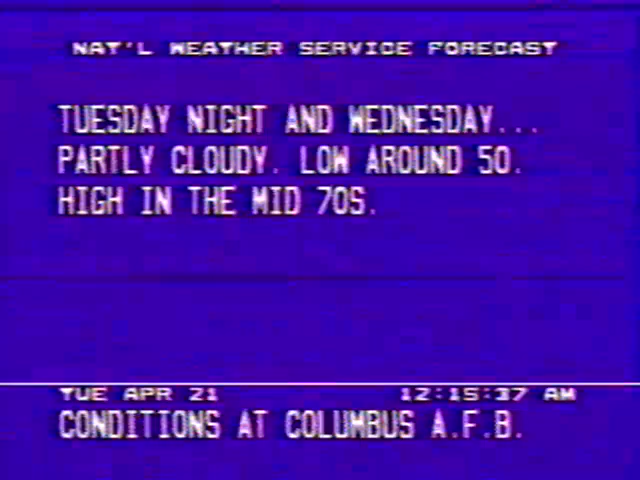 NAT'L WEATHER SERVICE FORECAST
TUESDAY NIGHT AND WEDNESDAY...
PARTLY CLOUDY. LOW AROUND 50.
HIGH IN THE MID 70S.
TUE APR 21
12:15:37 AM
CONDITIONS AT COLUMBUS A.F.B.